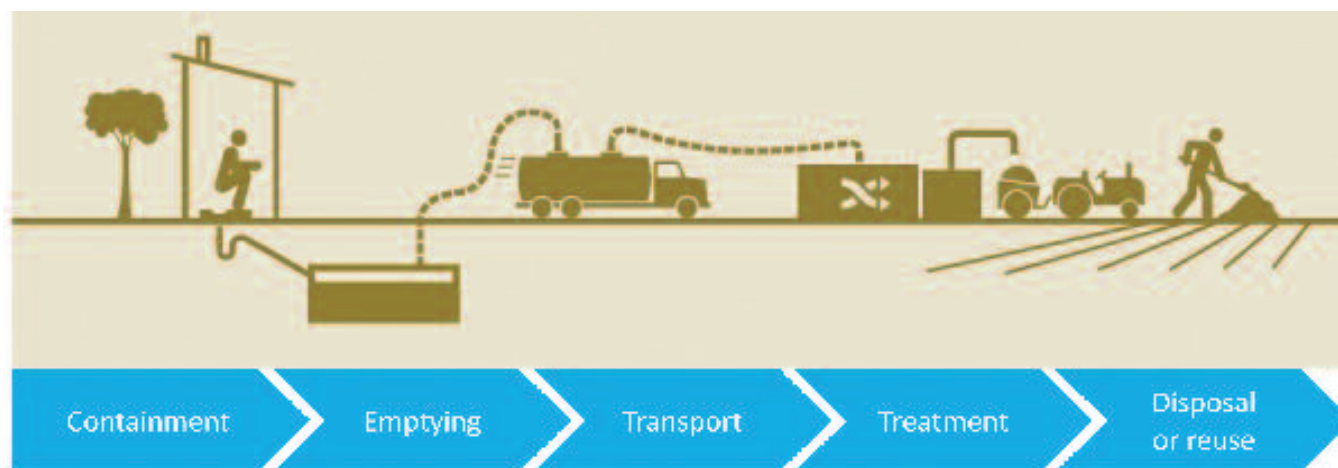 Containment
Emptying
Transport
Treatment
Disposal
or reuse